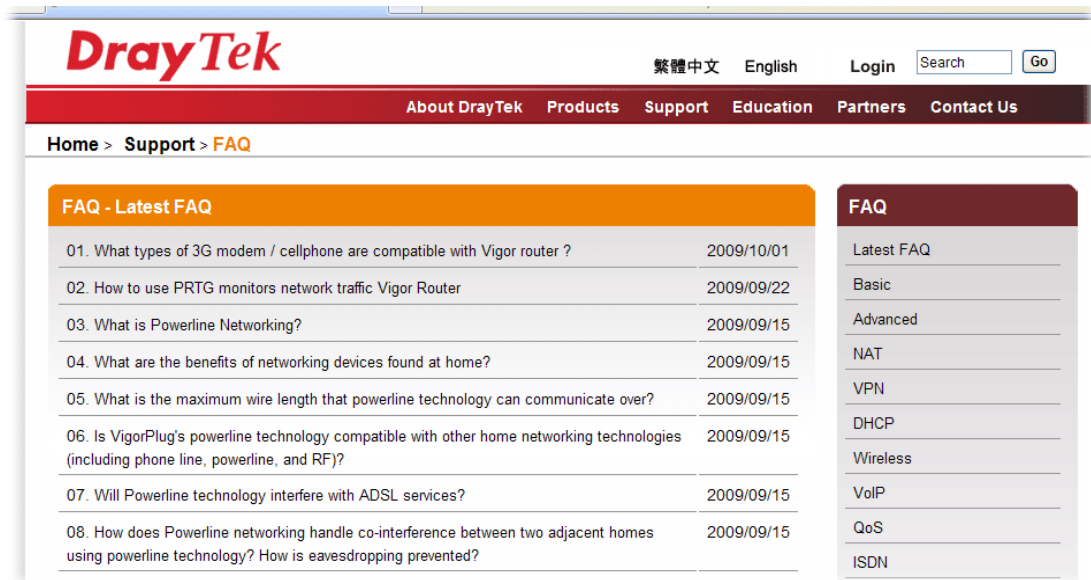 DrayTek
繁體中文 English Login Search Go
About DrayTek Products Support Education Partners Contact Us
Home > Support > FAQ
FAQ - Latest FAQ
01. What types of 3G modem / cellphone are compatible with Vigor router ? 2009/10/01
02. How to use PRTG monitors network traffic Vigor Router 2009/09/22
03. What is Powerline Networking? 2009/09/15
04. What are the benefits of networking devices found at home? 2009/09/15
05. What is the maximum wire length that powerline technology can communicate over? 2009/09/15
06. Is VigorPlug's powerline technology compatible with other home networking technologies 2009/09/15
(including phone line, powerline, and RF)?
07. Will Powerline technology interfere with ADSL services? 2009/09/15
08. How does Powerline networking handle co-interference between two adjacent homes 2009/09/15
using powerline technology? How is eavesdropping prevented?
FAQ
Latest FAQ
Basic
Advanced
NAT
VPN
DHCP
Wireless
VoIP
QoS
ISDN